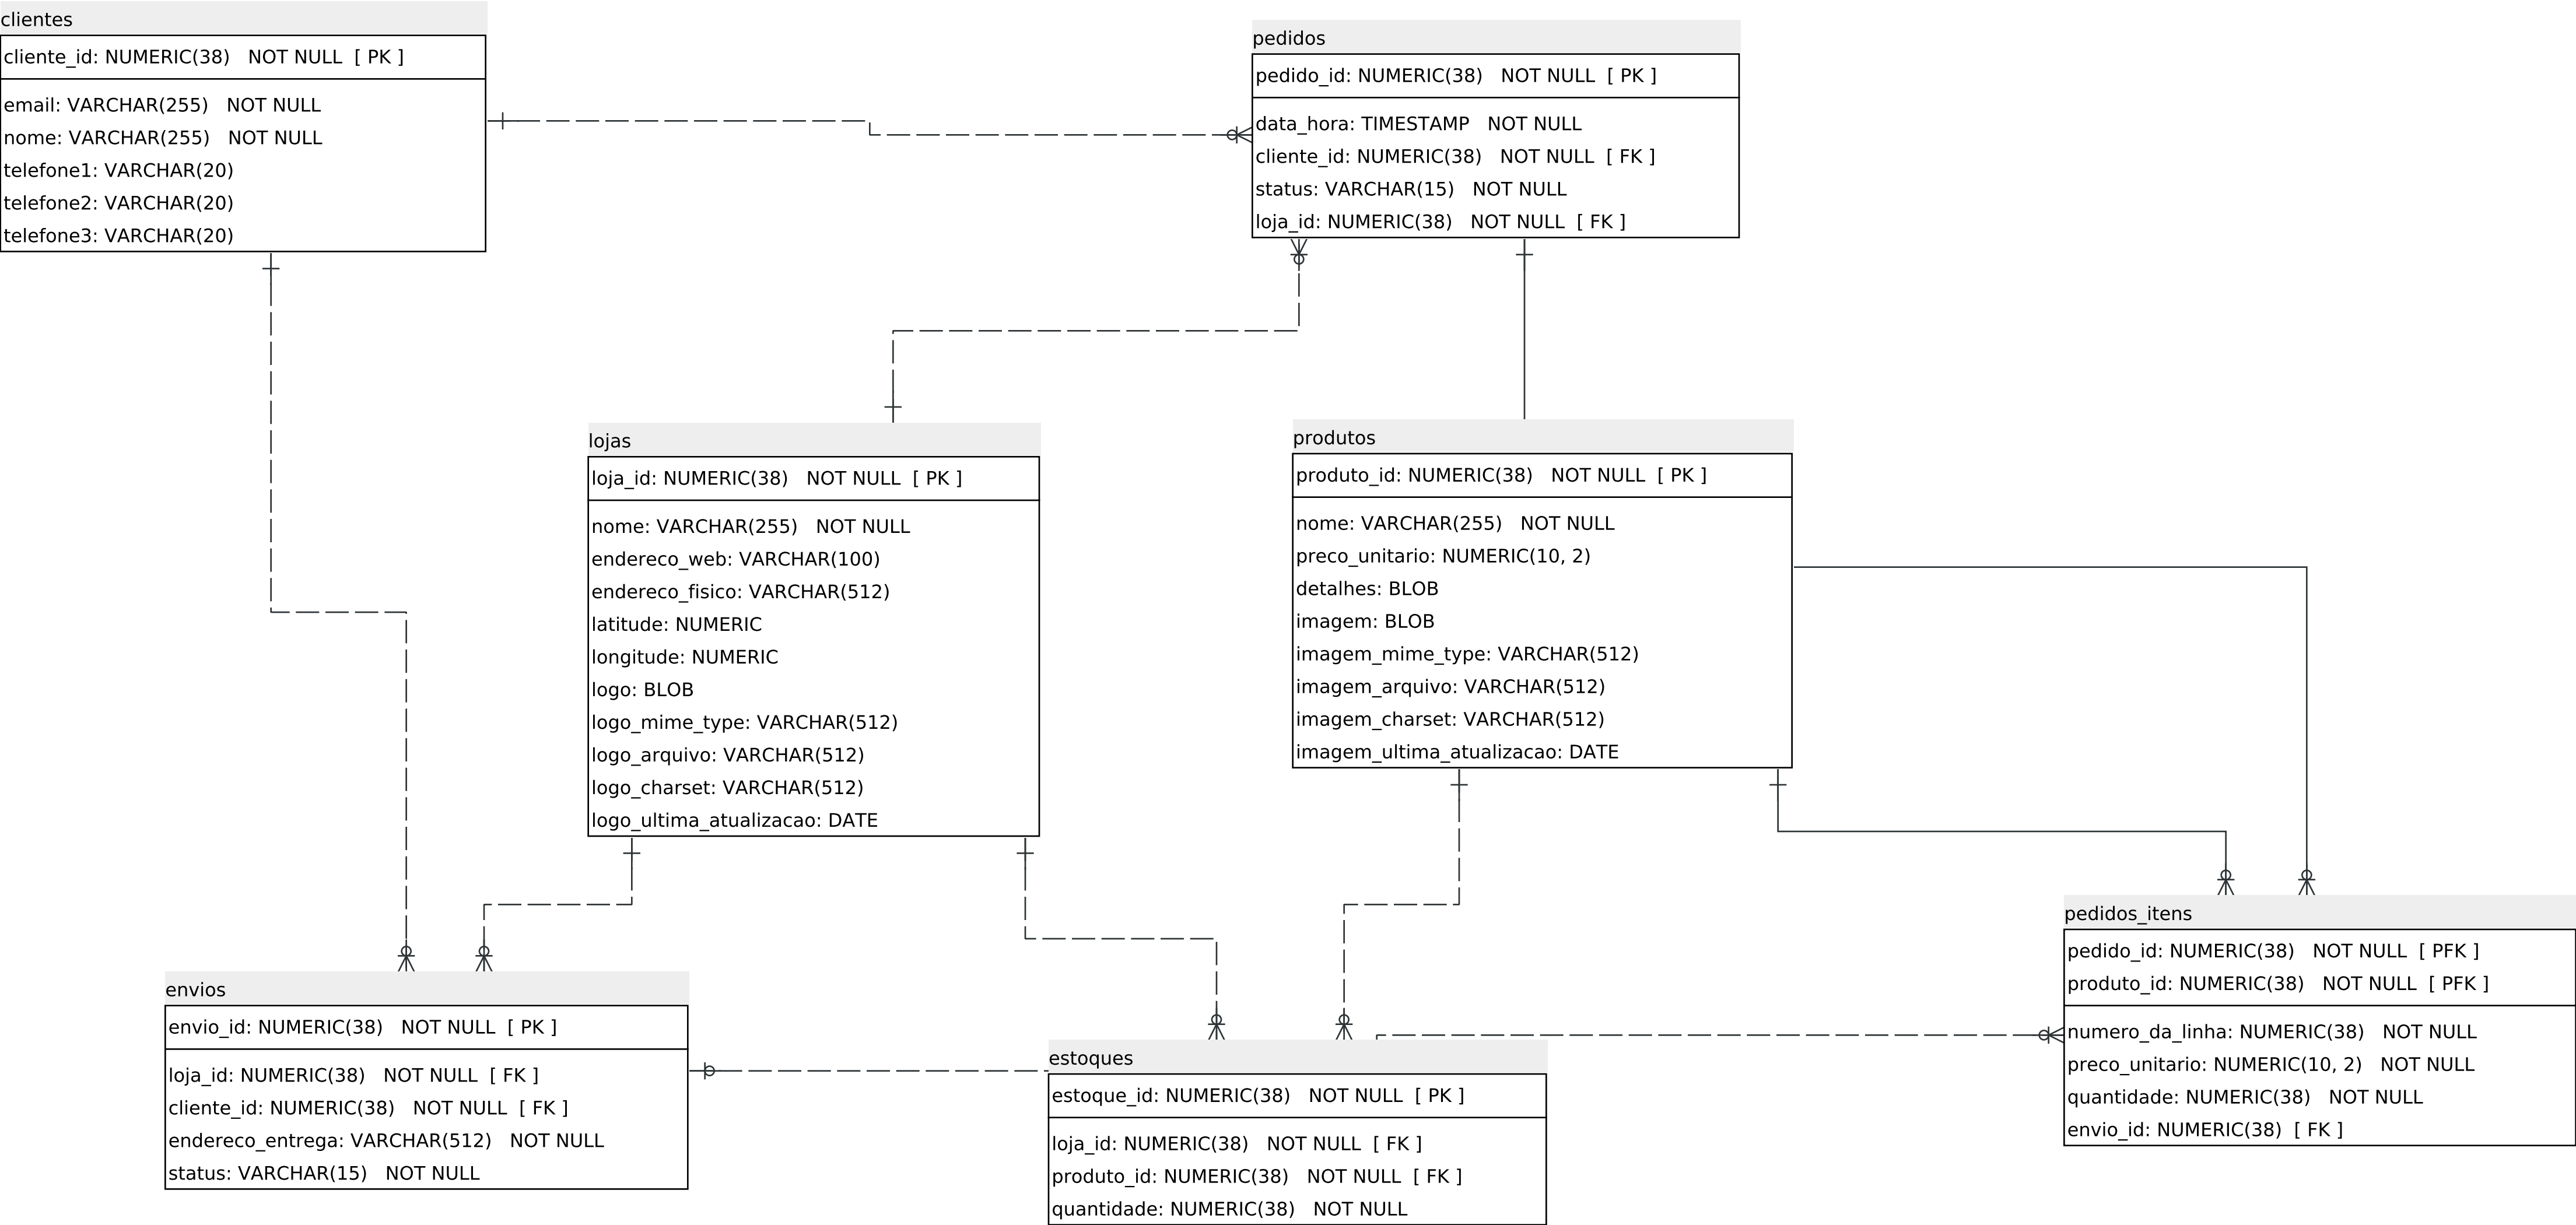 clientes
cliente_id: NUMERIC(38) NOT NULL [ PK ]
email: VARCHAR(255) NOT NULL
nome: VARCHAR(255) NOT NULL
telefone1: VARCHAR(20)
telefone2: VARCHAR(20)
telefone3: VARCHAR(20)
pedidos
pedido_id: NUMERIC(38) NOT NULL [ PK ]
data_hora: TIMESTAMP NOT NULL
cliente_id: NUMERIC(38) NOT NULL [ FK ]
status: VARCHAR(15) NOT NULL
loja_id: NUMERIC(38) NOT NULL [ FK ]
lojas
loja_id: NUMERIC(38) NOT NULL [ PK ]
nome: VARCHAR(255) NOT NULL
endereco_web: VARCHAR(100)
endereco_fisico: VARCHAR(512)
latitude: NUMERIC
longitude: NUMERIC
logo: BLOB
logo_mime_type: VARCHAR(512)
logo_arquivo: VARCHAR(512)
logo_charset: VARCHAR(512)
logo_ultima_atualizacao: DATE
produtos
produto_id: NUMERIC(38) NOT NULL [ PK ]
nome: VARCHAR(255) NOT NULL
preco_unitario: NUMERIC(10, 2)
detalhes: BLOB
imagem: BLOB
imagem_mime_type: VARCHAR(512)
imagem_arquivo: VARCHAR(512)
imagem_charset: VARCHAR(512)
imagem_ultima_atualizacao: DATE
envios
envio_id: NUMERIC(38) NOT NULL [ PK ]
loja_id: NUMERIC(38) NOT NULL [ FK ]
cliente_id: NUMERIC(38) NOT NULL [ FK ]
endereco_entrega: VARCHAR(512) NOT NULL
status: VARCHAR(15) NOT NULL
estoques
estoque_id: NUMERIC(38) NOT NULL [ PK ]
loja_id: NUMERIC(38) NOT NULL [ FK ]
produto_id: NUMERIC(38) NOT NULL [ FK ]
quantidade: NUMERIC(38) NOT NULL
pedidos_itens
pedido_id: NUMERIC(38) NOT NULL [ PFK ]
produto_id: NUMERIC(38) NOT NULL [ PFK ]
numero_da_linha: NUMERIC(38) NOT NULL
preco_unitario: NUMERIC(10, 2) NOT NULL
quantidade: NUMERIC(38) NOT NULL
envio_id: NUMERIC(38) [ FK ]